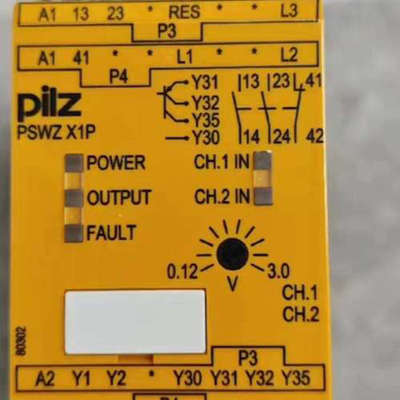 A1 13 23 * RES * * L3
P3
A1 41 * * L1 * * L2
P4
pilz
PSWZ X1P
Y31
Y32
Y35
Y30
13 23 41
14 24 42
POWER
OUTPUT
FAULT
CH.1 IN
CH.2 IN
0.12 3.0
V
CH.1
CH.2
80302
P3
A2 Y1 Y2 * Y30 Y31 Y32 Y35